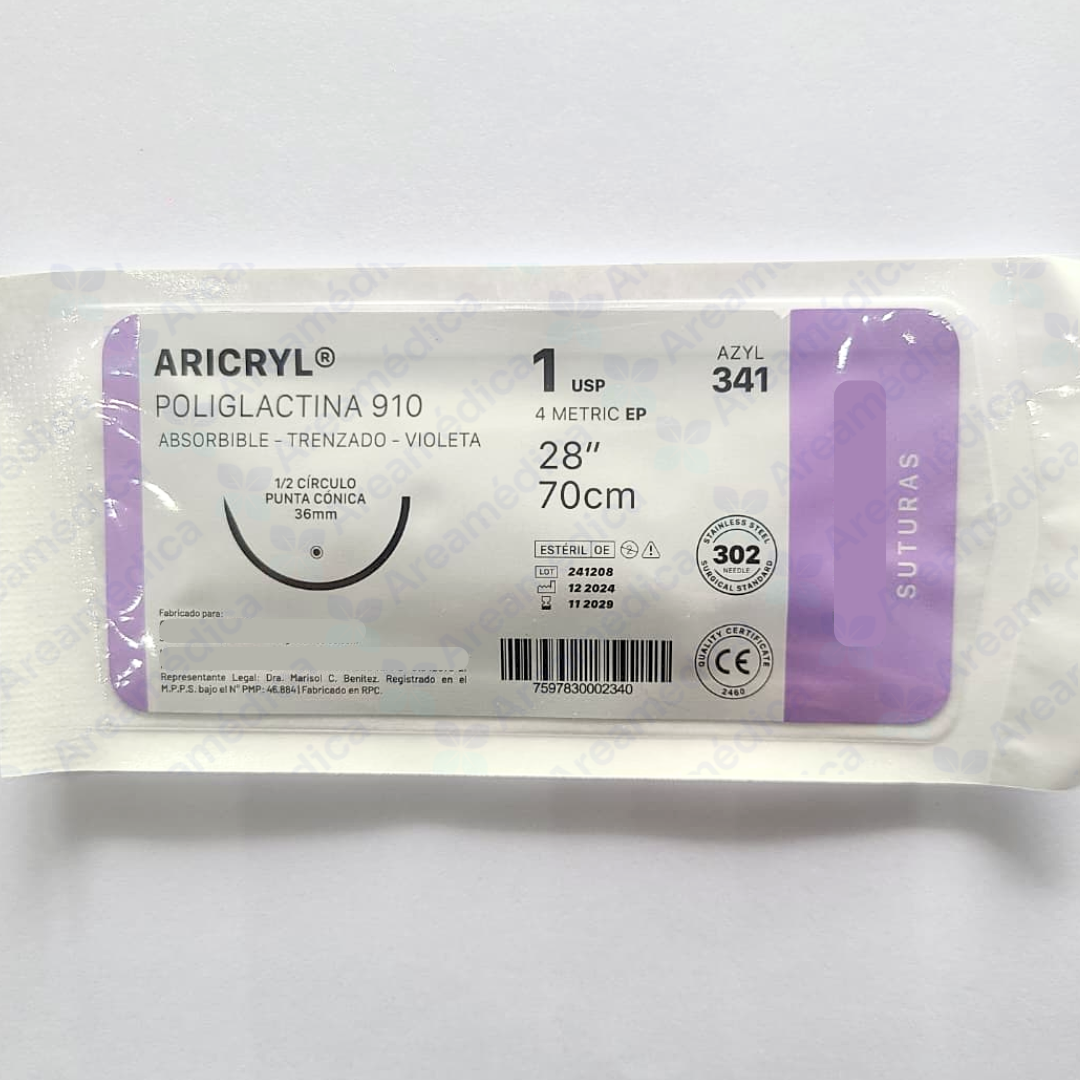 ARICRYL®
POLIGLACTINA 910
ABSORBIBLE - TRENZADO - VIOLETA
1/2 CÍRCULO
PUNTA CÓNICA
36mm
Fabricado para:
Representante Legal: Dra. Marisol C. Benitez. Registrado en el
M.P.P.S. bajo el N° PMP: 46.884 | Fabricado en RPC.
1 USP
4 METRIC EP
28"
70cm
ESTÉRIL OE
LOT 241208
12 2024
11 2029
7597830002340
AZYL
341
STAINLESS STEEL
302
NEEDLE
SURGICAL STANDARD
QUALITY CERTIFICATE
CE
2460
SUTURAS
Areamédica